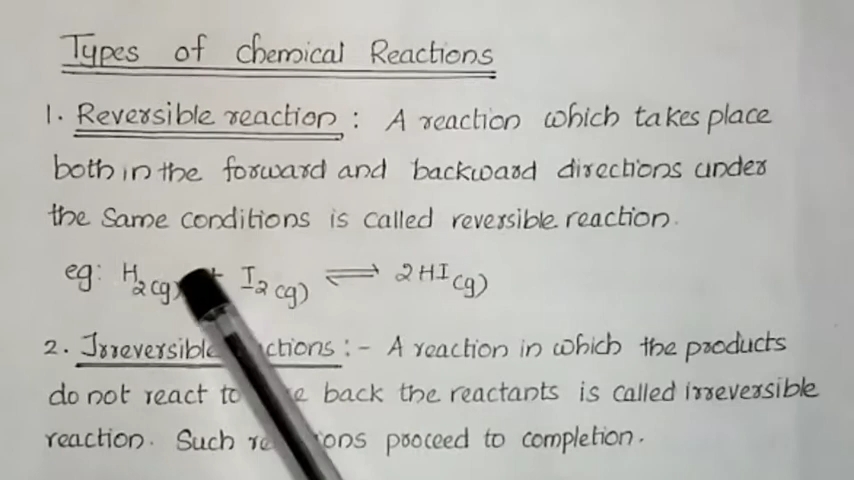 Types of chemical Reactions
1. Reversible reaction : A reaction which takes place
both in the forward and backward directions under
the same conditions is called reversible reaction.
eg: H2(g) + I2(g) ⇌ 2HI(g)
2. Irreversible :- A reaction in which the products
do not react to back the reactants is called irreversible
reaction. Such proceed to completion.